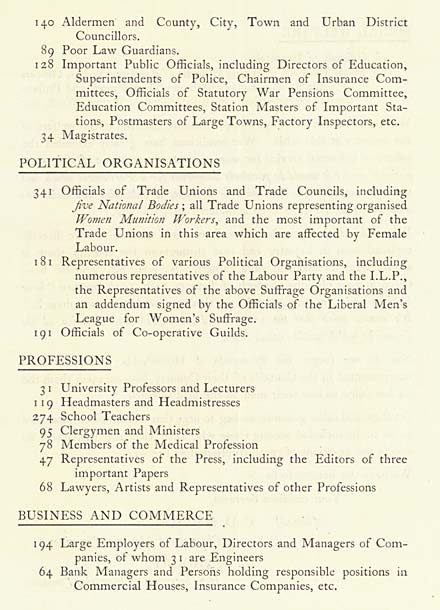 140 Aldermen and County, City, Town and Urban District
Councillors.
89 Poor Law Guardians.
128 Important Public Officials, including Directors of Education,
Superintendents of Police, Chairmen of Insurance Com-
mittees, Officials of Statutory War Pensions Committee,
Education Committees, Station Masters of Important Sta-
tions, Postmasters of Large Towns, Factory Inspectors, etc.
34 Magistrates.
POLITICAL ORGANISATIONS
341 Officials of Trade Unions and Trade Councils, including
five National Bodies; all Trade Unions representing organised
Women Munition Workers, and the most important of the
Trade Unions in this area which are affected by Female
Labour.
181 Representatives of various Political Organisations, including
numerous representatives of the Labour Party and the I.L.P.,
the Representatives of the above Suffrage Organisations and
an addendum signed by the Officials of the Liberal Men's
League for Women's Suffrage.
191 Officials of Co-operative Guilds.
PROFESSIONS
31 University Professors and Lecturers
119 Headmasters and Headmistresses
274 School Teachers
95 Clergymen and Ministers
78 Members of the Medical Profession
47 Representatives of the Press, including the Editors of three
important Papers
68 Lawyers, Artists and Representatives of other Professions
BUSINESS AND COMMERCE
194 Large Employers of Labour, Directors and Managers of Com-
panies, of whom 31 are Engineers
64 Bank Managers and Persons holding responsible positions in
Commercial Houses, Insurance Companies, etc.